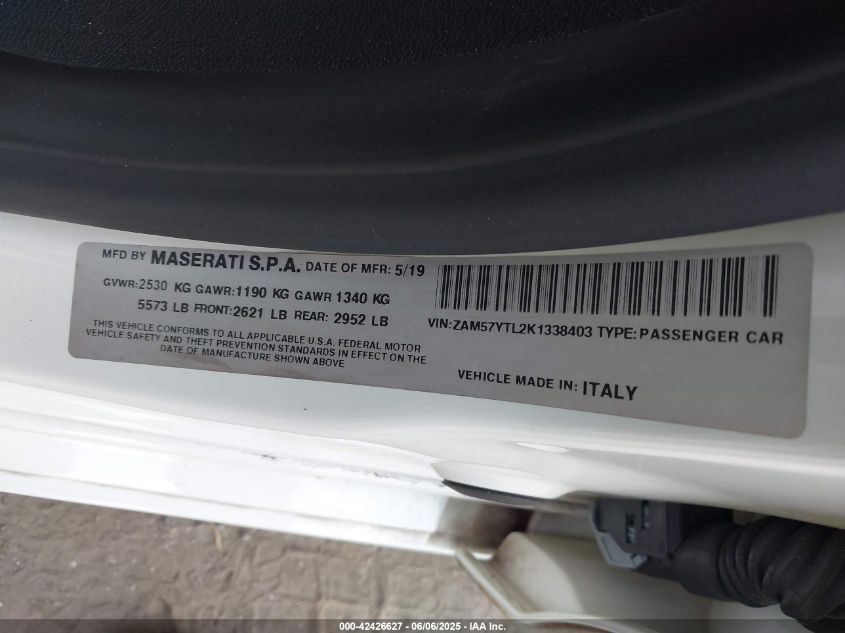 MFD BY MASERATI S.P.A. DATE OF MFR: 5/19
GVWR:2530 KG GAWR:1190 KG GAWR 1340 KG
5573 LB FRONT:2621 LB REAR: 2952 LB
THIS VEHICLE CONFORMS TO ALL APPLICABLE U.S.A. FEDERAL MOTOR
VEHICLE SAFETY AND THEFT PREVENTION STANDARDS IN EFFECT ON THE
DATE OF MANUFACTURE SHOWN ABOVE
VIN:ZAM57YTL2K1338403 TYPE:PASSENGER CAR
VEHICLE MADE IN: ITALY
000-42426627 - 06/06/2025 - IAA Inc.